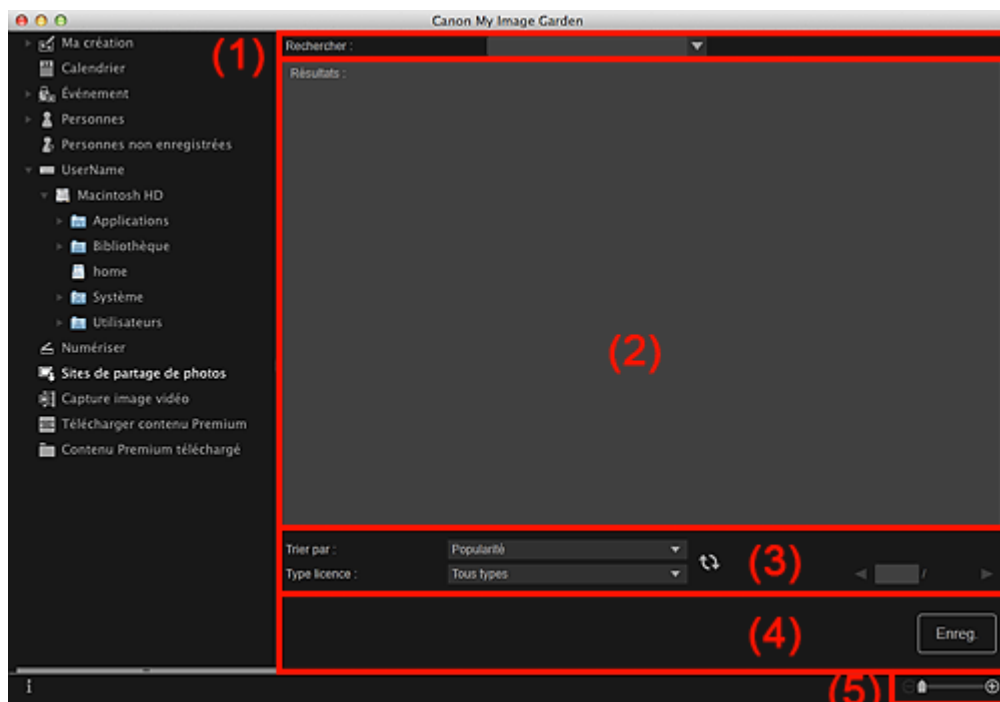 Canon My Image Garden
Ma création
Calendrier
Événement
Personnes
Personnes non enregistrées
UserName
Macintosh HD
Applications
Bibliothèque
home
Système
Utilisateurs
Numériser
Sites de partage de photos
Capture image vidéo
Télécharger contenu Premium
Contenu Premium téléchargé
i
(1)
Rechercher :
Résultats :
(2)
Trier par : Populairité
Type licence : Tous types
/
(3)
(4)
Enreg.
(5)